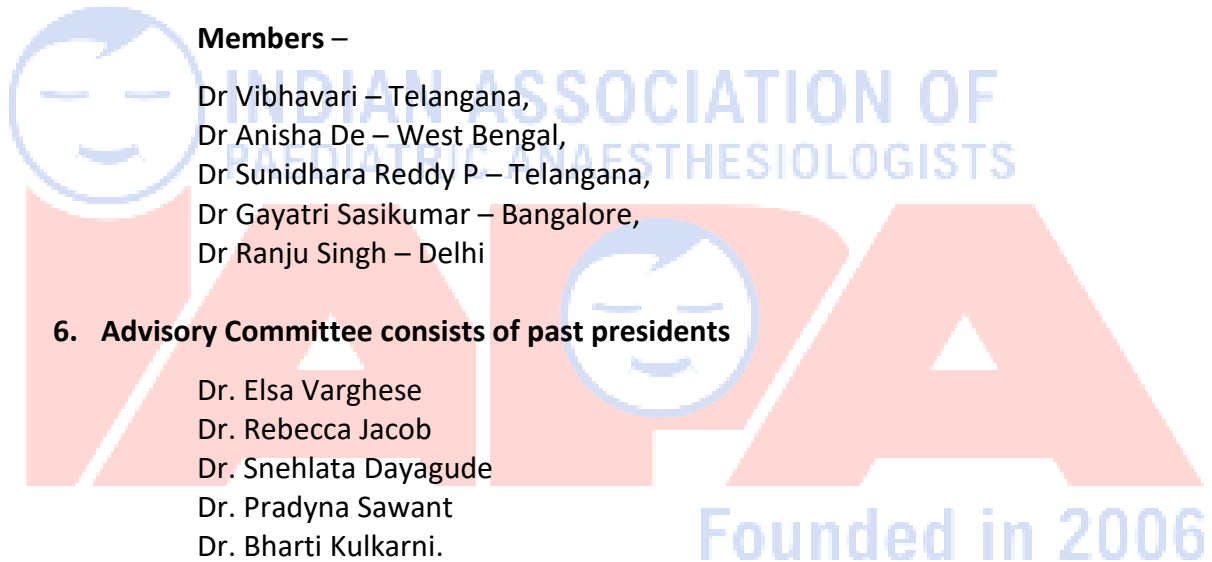 Members –
INDIAN ASSOCIATION OF
PAEDIATRIC ANAESTHESIOLOGISTS
Dr Vibhavari – Telangana,
Dr Anisha De – West Bengal,
Dr Sunidhara Reddy P – Telangana,
Dr Gayatri Sasikumar – Bangalore,
Dr Ranju Singh – Delhi
IAPA
6. Advisory Committee consists of past presidents
Dr. Elsa Varghese
Dr. Rebecca Jacob
Dr. Snehlata Dayagude
Dr. Pradyna Sawant
Dr. Bharti Kulkarni.
Founded in 2006